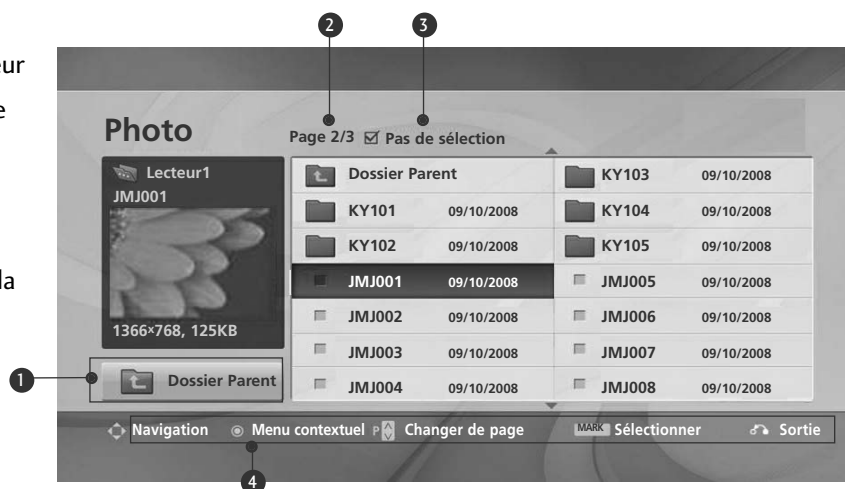 2 3
eur
e
la
Photo
Page 2/3 Pas de sélection
Lecteur1
JMJ001
1366×768, 125KB
Dossier Parent
KY101 09/10/2008
KY102 09/10/2008
JMJ001 09/10/2008
JMJ002 09/10/2008
JMJ003 09/10/2008
JMJ004 09/10/2008
KY103 09/10/2008
KY104 09/10/2008
KY105 09/10/2008
JMJ005 09/10/2008
JMJ006 09/10/2008
JMJ007 09/10/2008
JMJ008 09/10/2008
1
Dossier Parent
Navigation Menu contextuel P Changer de page MARK Sélectionner Sortie
4